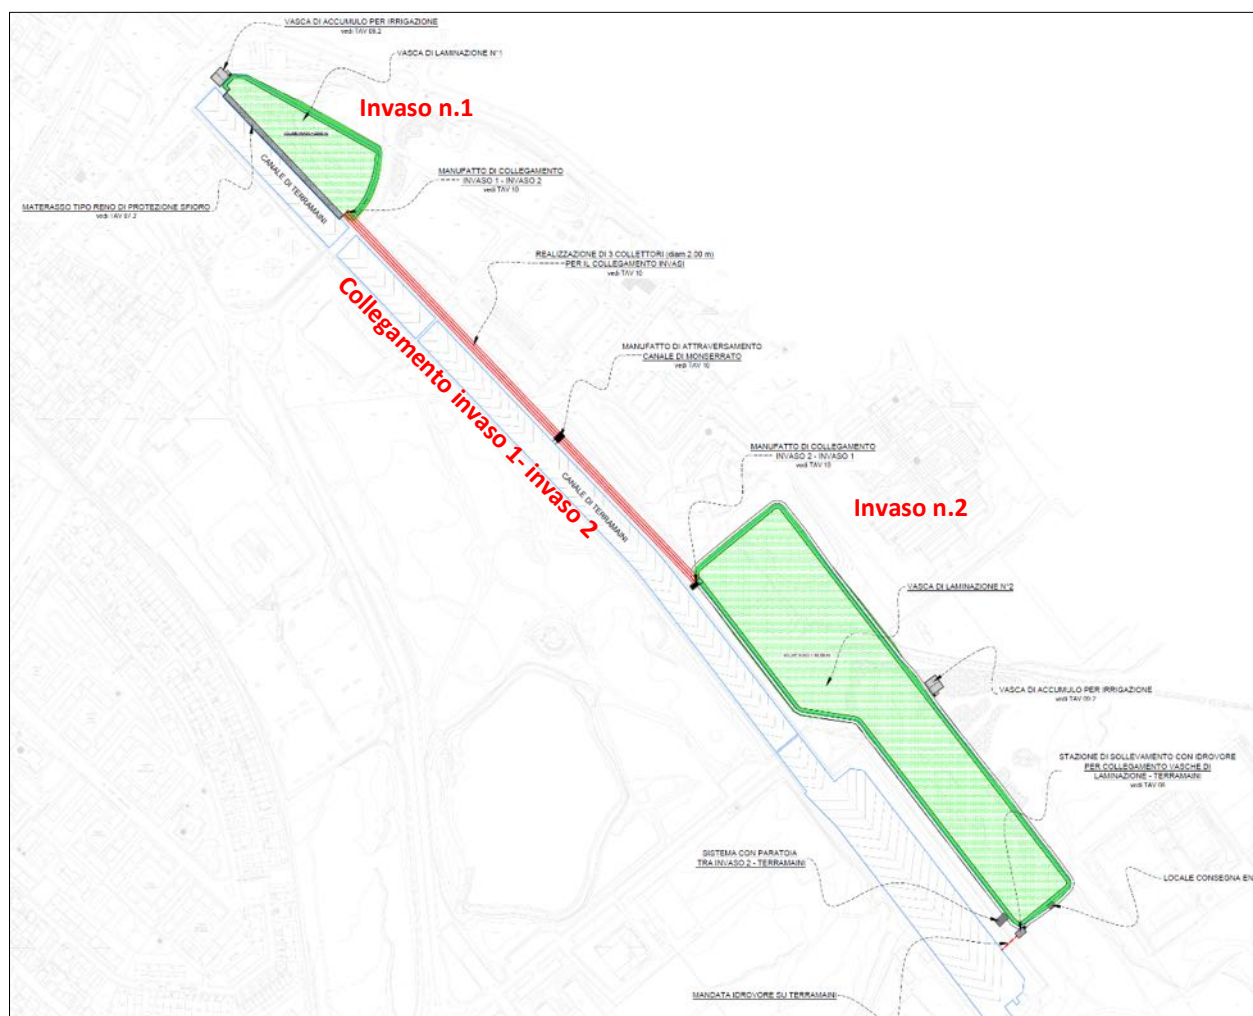 VASCA DI ACCUMULO PER IRRIGAZIONE
vedi TAV 09.2
VASCA DI LAMINAZIONE N°1
Invaso n.1
MANUFATTO DI COLLEGAMENTO
INVASO 1 - INVASO 2
vedi TAV 10
CANALE DI TERRAMAINI
MATERASSO TIPO RENO DI PROTEZIONE SFIORO
vedi TAV 07.2
REALIZZAZIONE DI 3 COLLETTORI (diam 2.00 m)
PER IL COLLEGAMENTO INVASI
vedi TAV 10
Collegamento invaso 1- invaso 2
MANUFATTO DI ATTRAVERSAMENTO
CANALE DI MONSERRATO
vedi TAV 10
MANUFATTO DI COLLEGAMENTO
INVASO 2 - INVASO 1
vedi TAV 10
CANALE DI TERRAMAINI
Invaso n.2
VASCA DI LAMINAZIONE N°2
VASCA DI ACCUMULO PER IRRIGAZIONE
vedi TAV 09.2
STAZIONE DI SOLLEVAMENTO CON IDROVORE
PER COLLEGAMENTO VASCHE DI
LAMINAZIONE - TERRAMAINI
vedi TAV 08
SISTEMA CON PARATOIA
TRA INVASO 2 - TERRAMAINI
LOCALE CONSEGNA EN
MANDATA IDROVORE SU TERRAMAINI